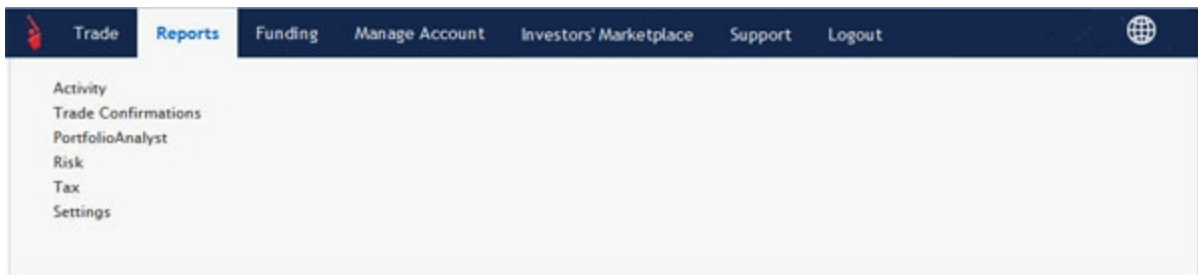 Trade Reports Funding Manage Account Investors' Marketplace Support Logout
Activity
Trade Confirmations
PortfolioAnalyst
Risk
Tax
Settings